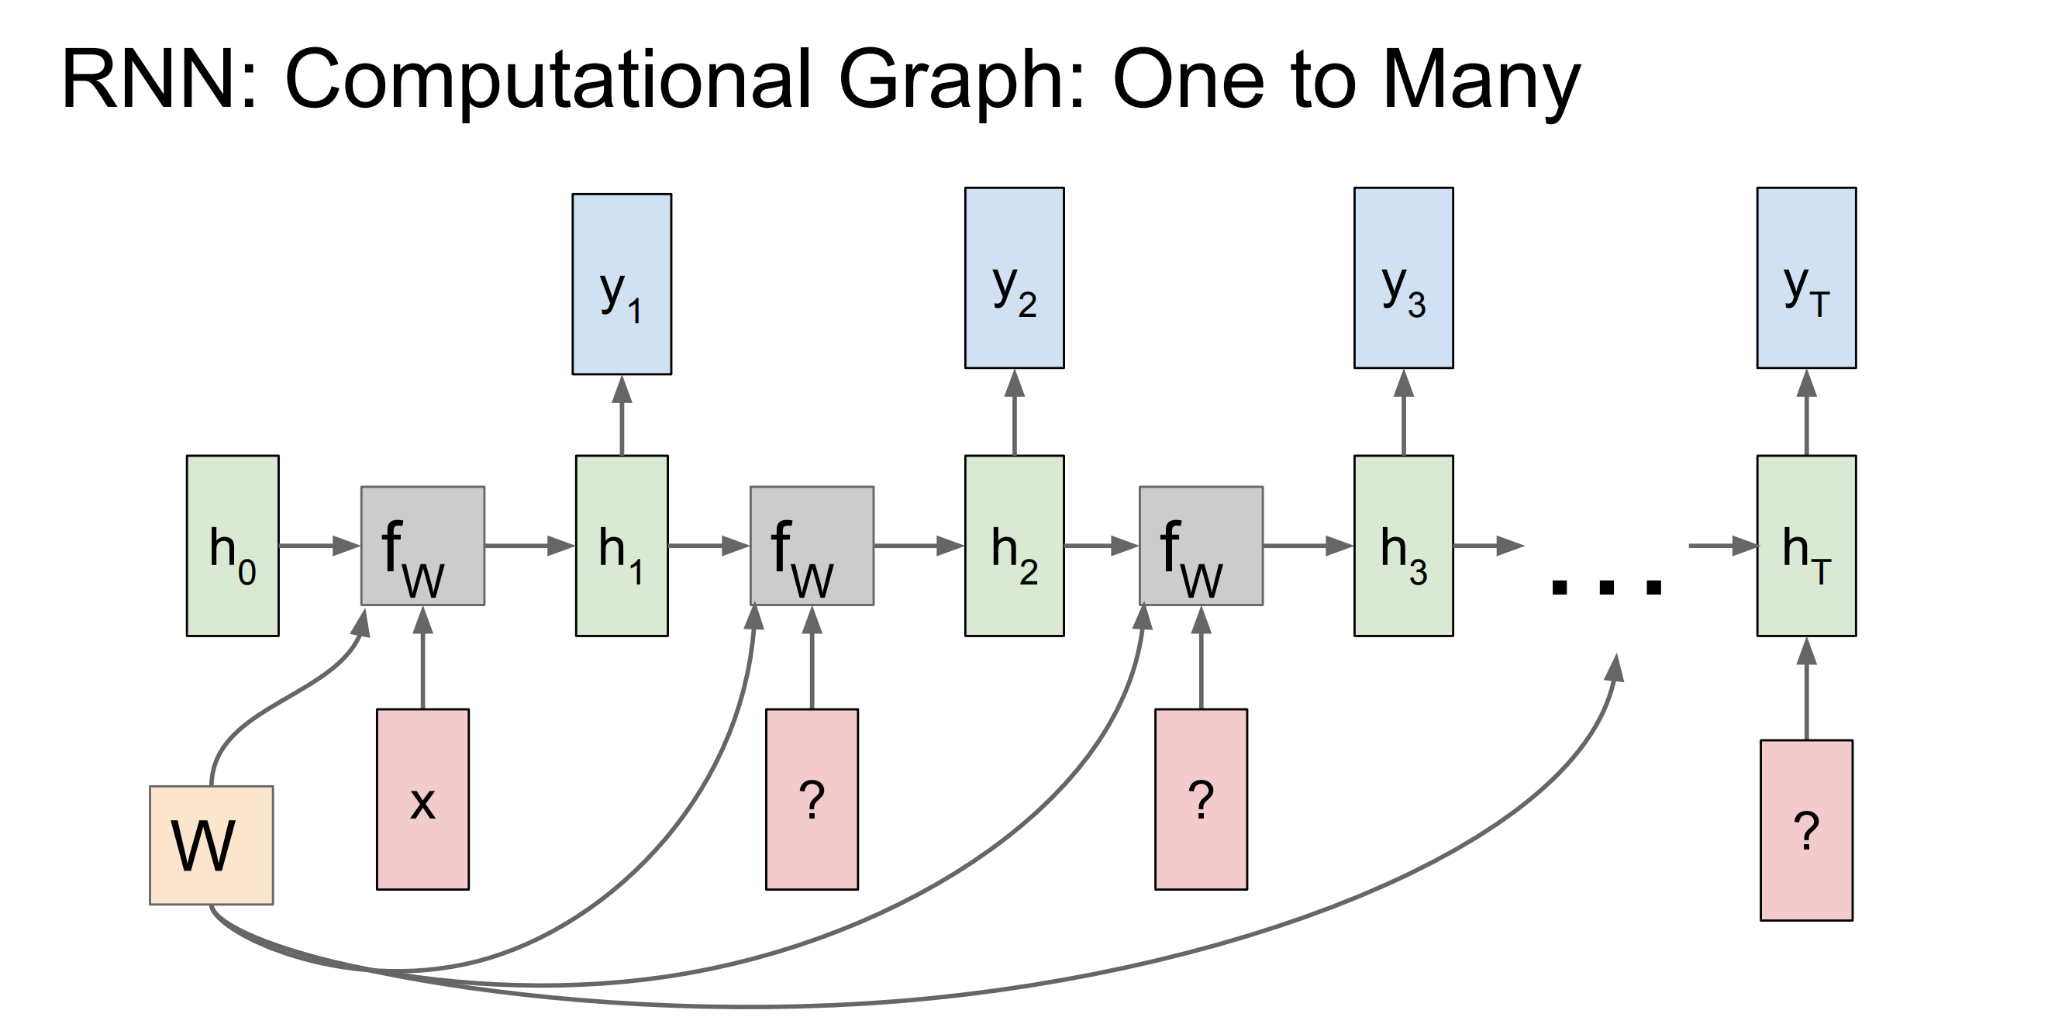 RNN: Computational Graph: One to Many
y1 y2 y3 yT
h0 fW h1 fW h2 fW h3 ... hT
W x ? ? ?